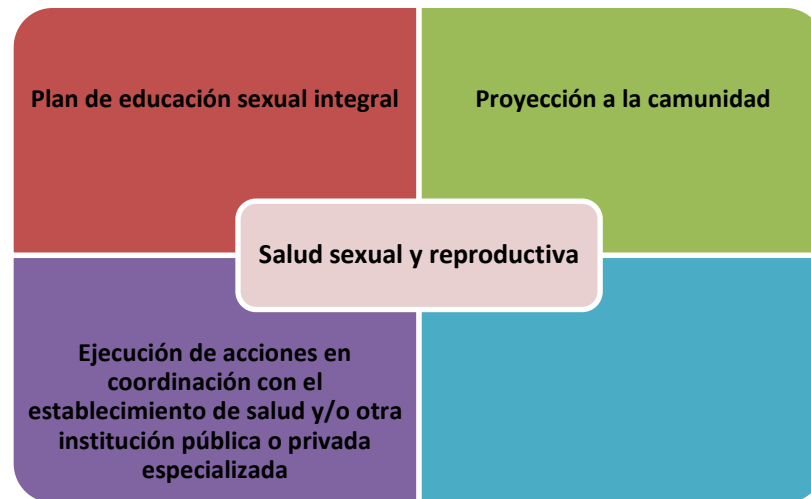 Plan de educación sexual integral
Proyección a la camunidad
Salud sexual y reproductiva
Ejecución de acciones en
coordinación con el
establecimiento de salud y/o otra
institución pública o privada
especializada